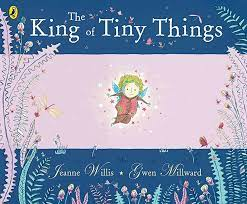 The King of Tiny Things
Jeanne Willis Gwen Millward